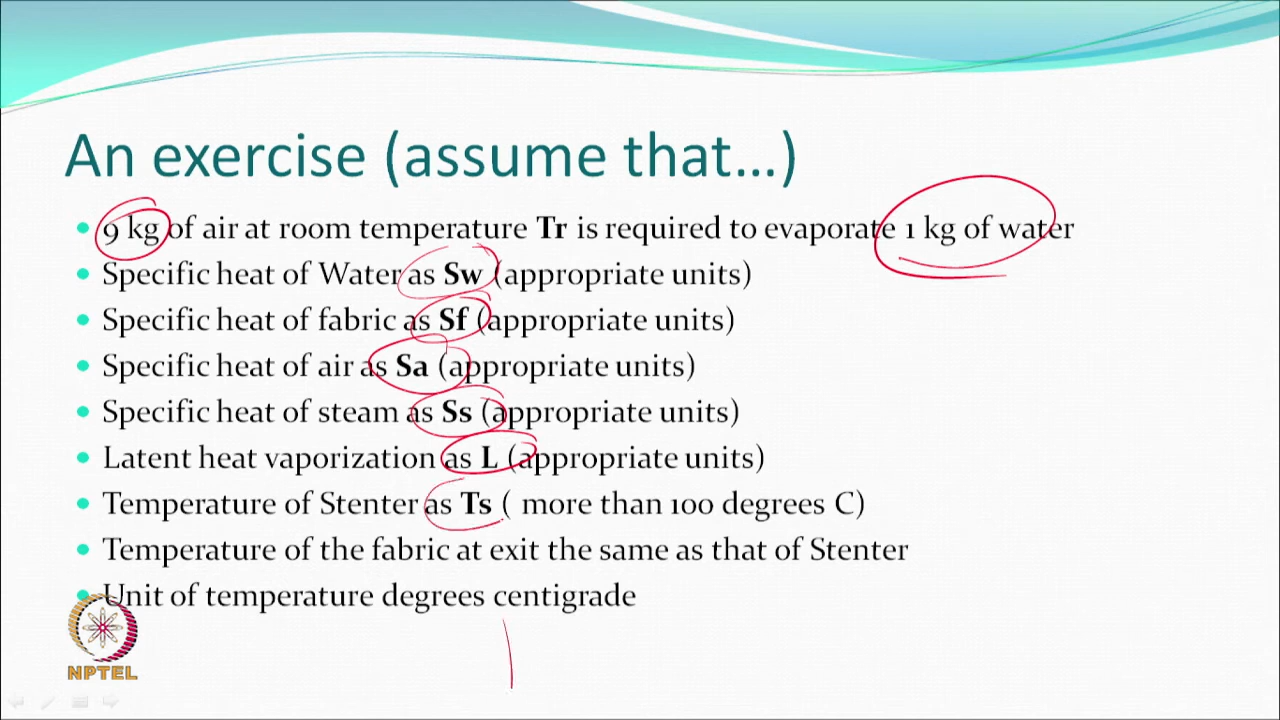 An exercise (assume that...)
• 9 kg of air at room temperature Tr is required to evaporate 1 kg of water
• Specific heat of Water as Sw (appropriate units)
• Specific heat of fabric as Sf (appropriate units)
• Specific heat of air as Sa (appropriate units)
• Specific heat of steam as Ss (appropriate units)
• Latent heat vaporization as L (appropriate units)
• Temperature of Stenter as Ts ( more than 100 degrees C)
• Temperature of the fabric at exit the same as that of Stenter
• Unit of temperature degrees centigrade
NPTEL